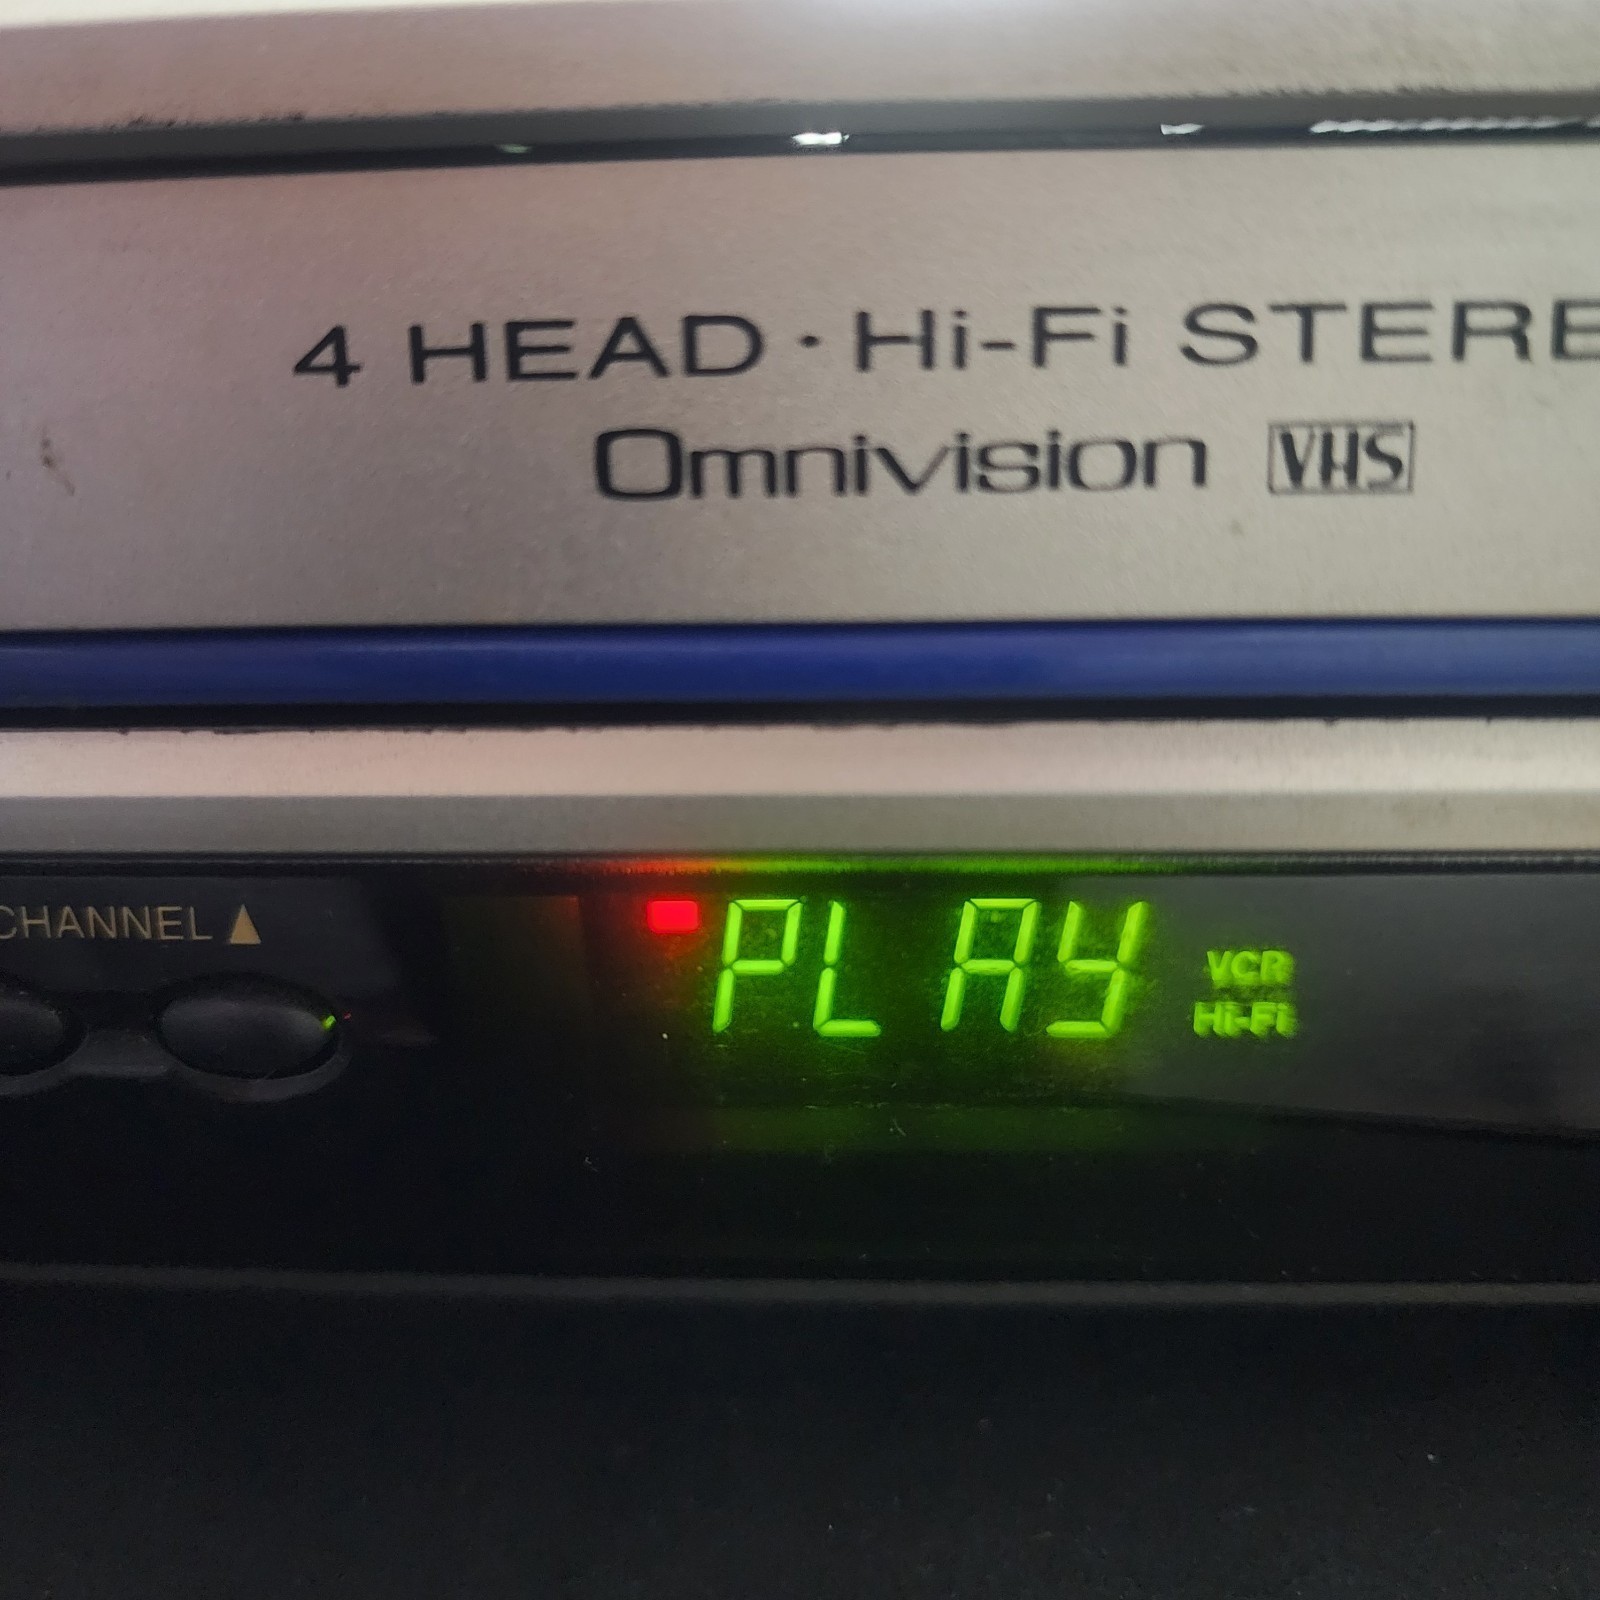 4 HEAD · Hi-Fi STERE
Omnivision VHS
CHANNEL ▲
PLAY
VCR
Hi-Fi